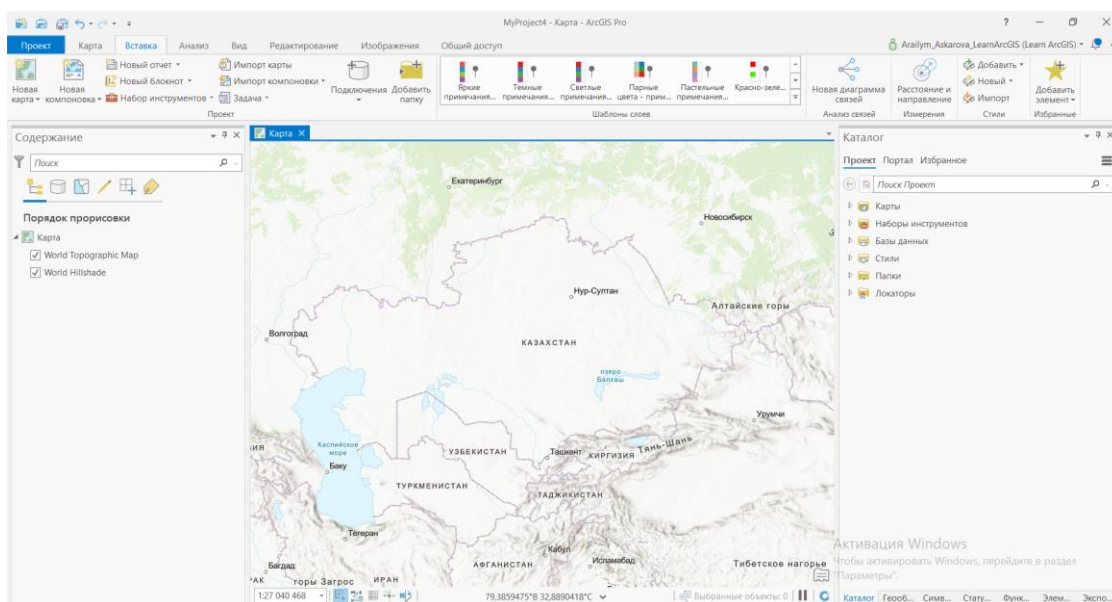 MyProject4 - Карта - ArcGIS Pro
Проект Карта Вставка Анализ Вид Редактирование Изображения Общий доступ
Arailym_Askarova_LearnArcGIS (Learn ArcGIS)
Новая карта
Новая компоновка
Новый отчет
Новый блокнот
Набор инструментов
Импорт карты
Импорт компоновки
Задача
Подключения
Добавить папку
Проект
Яркие примечания...
Темные примечания...
Светлые примечания...
Парные цвета - прим...
Пастельные примечания...
Красно-зеле...
Шаблоны слоев
Новая диаграмма связей
Анализ связей
Расстояние и направление
Измерения
Добавить
Новый
Импорт
Стили
Добавить элемент
Избранные
Содержание
Поиск
Порядок прорисовки
Карта
World Topographic Map
World Hillshade
Карта
Екатеринбург
Новосибирск
Нур-Султан
Алтайские горы
Волгоград
КАЗАХСТАН
озеро
Балхаш
Урумчи
Каспийское
море
Баку
УЗБЕКИСТАН
Ташкент
КИРГИЗИЯ
Тянь-Шань
ТУРКМЕНИСТАН
ТАДЖИКИСТАН
Тегеран
Кабул
Исламабад
Багдад
АФГАНИСТАН
Тибетское нагорье
горы Загрос
ИРАН
1:27 040 468
79,3859475°В 32,8890418°С
Выбранные объекты: 0
Каталог
Проект Портал Избранное
Поиск Проект
Карты
Наборы инструментов
Базы данных
Стили
Папки
Локаторы
Активация Windows
Чтобы активировать Windows, перейдите в раздел
"Параметры".
Каталог Геооб... Симв... Стату... Функ... Элем... Экспо...